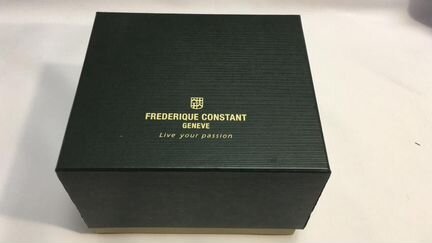 FREDERIQUE CONSTANT
GENEVE
Live your passion